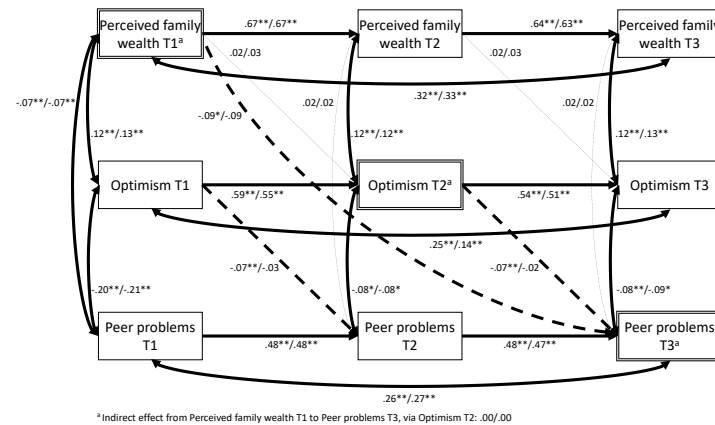 Perceived family
wealth T1ᵃ
.67**/.67**
Perceived family
wealth T2
.64**/.63**
Perceived family
wealth T3
.02/.03
.02/.03
.32**/.33**
-.07**/-.07**
-.09*/-.09
.02/.02
.02/.02
.12**/.13**
.12**/.12**
.12**/.13**
Optimism T1
.59**/.55**
Optimism T2ᵃ
.54**/.51**
Optimism T3
.25**/.14**
-.07**/-.03
-.07**/-.02
-.20**/-.21**
-.08*/-.08*
-.08**/-.09*
Peer problems
T1
.48**/.48**
Peer problems
T2
.48**/.47**
Peer problems
T3ᵃ
.26**/.27**
ᵃ Indirect effect from Perceived family wealth T1 to Peer problems T3, via Optimism T2: .00/.00